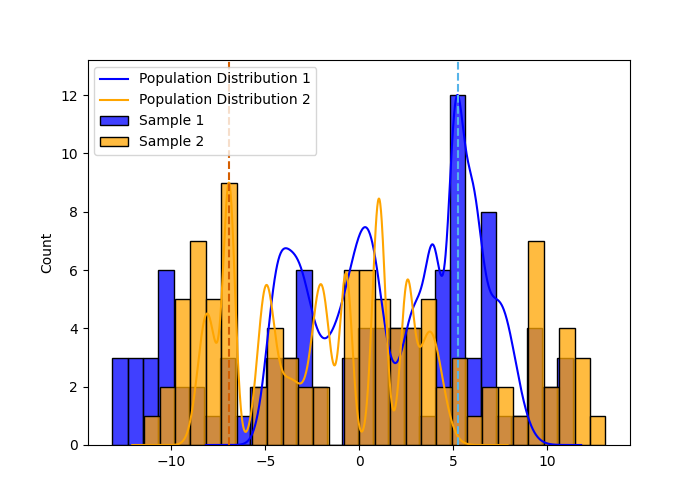 Population Distribution 1
Population Distribution 2
Sample 1
Sample 2
Count
12
10
8
6
4
2
0
−10
−5
0
5
10